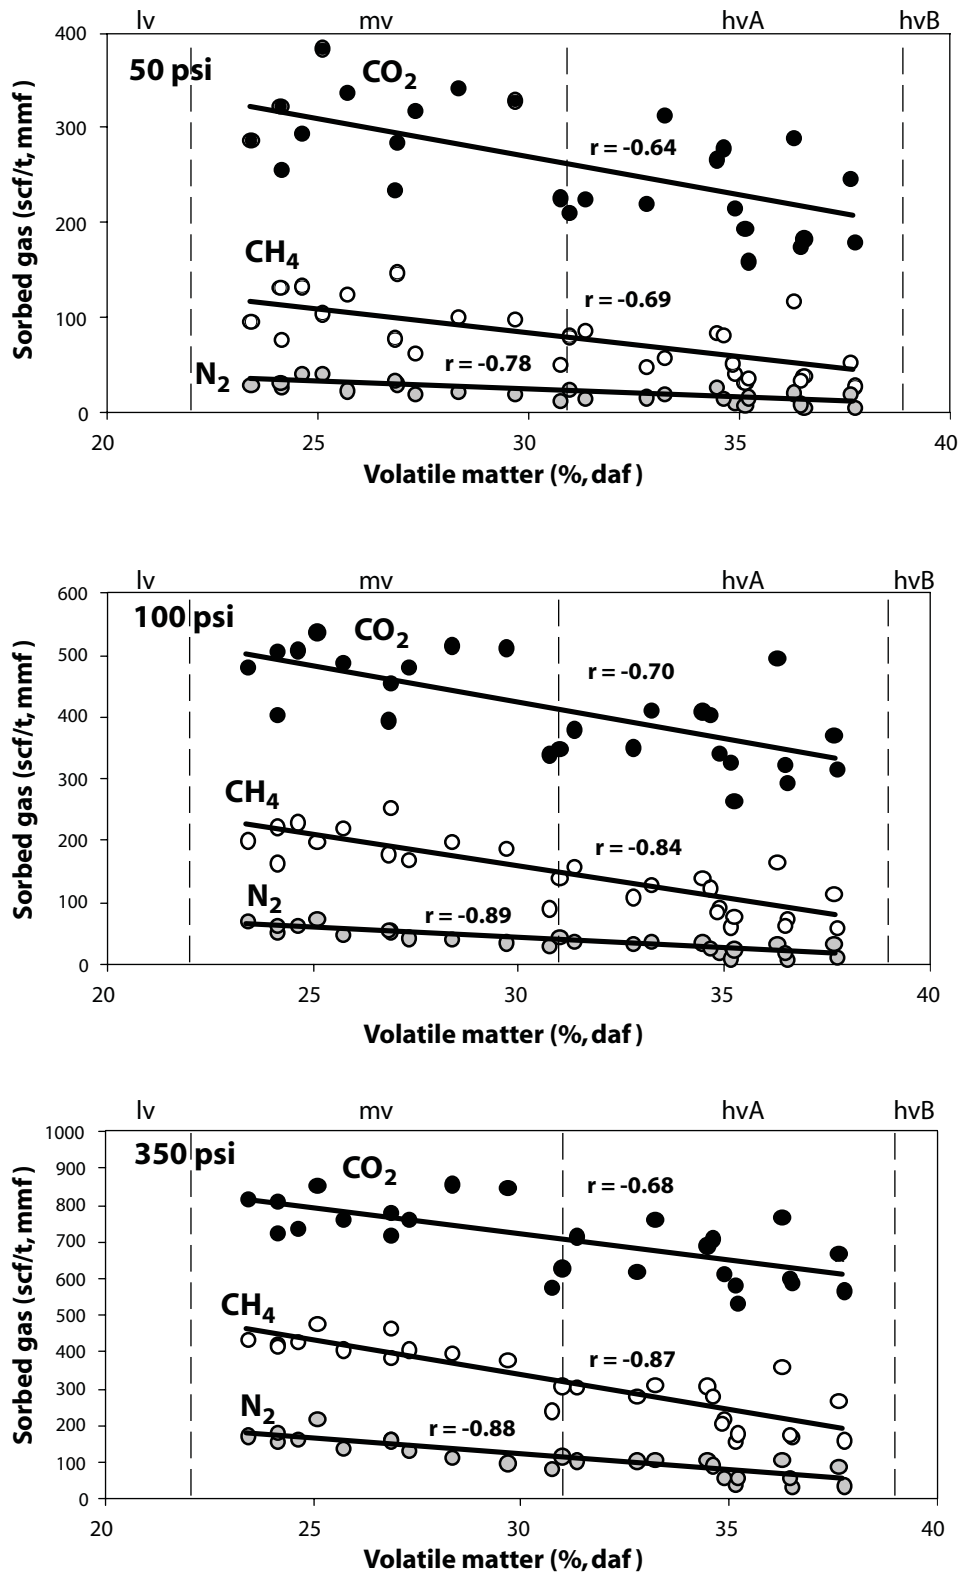 lv mv hvA hvB
400
50 psi
CO2
300
r = -0.64
200
CH4
r = -0.69
100
r = -0.78
N2
0
20 25 30 35 40
Volatile matter (%, daf)
Sorbed gas (scf/t, mmf)
lv mv hvA hvB
600
100 psi
CO2
500
r = -0.70
400
300
CH4
200
r = -0.84
N2
100
r = -0.89
0
20 25 30 35 40
Volatile matter (%, daf)
Sorbed gas (scf/t, mmf)
lv mv hvA hvB
1000
350 psi
900
CO2
r = -0.68
800
700
600
500
CH4
400
r = -0.87
300
N2
200
r = -0.88
100
0
20 25 30 35 40
Volatile matter (%, daf)
Sorbed gas (scf/t, mmf)